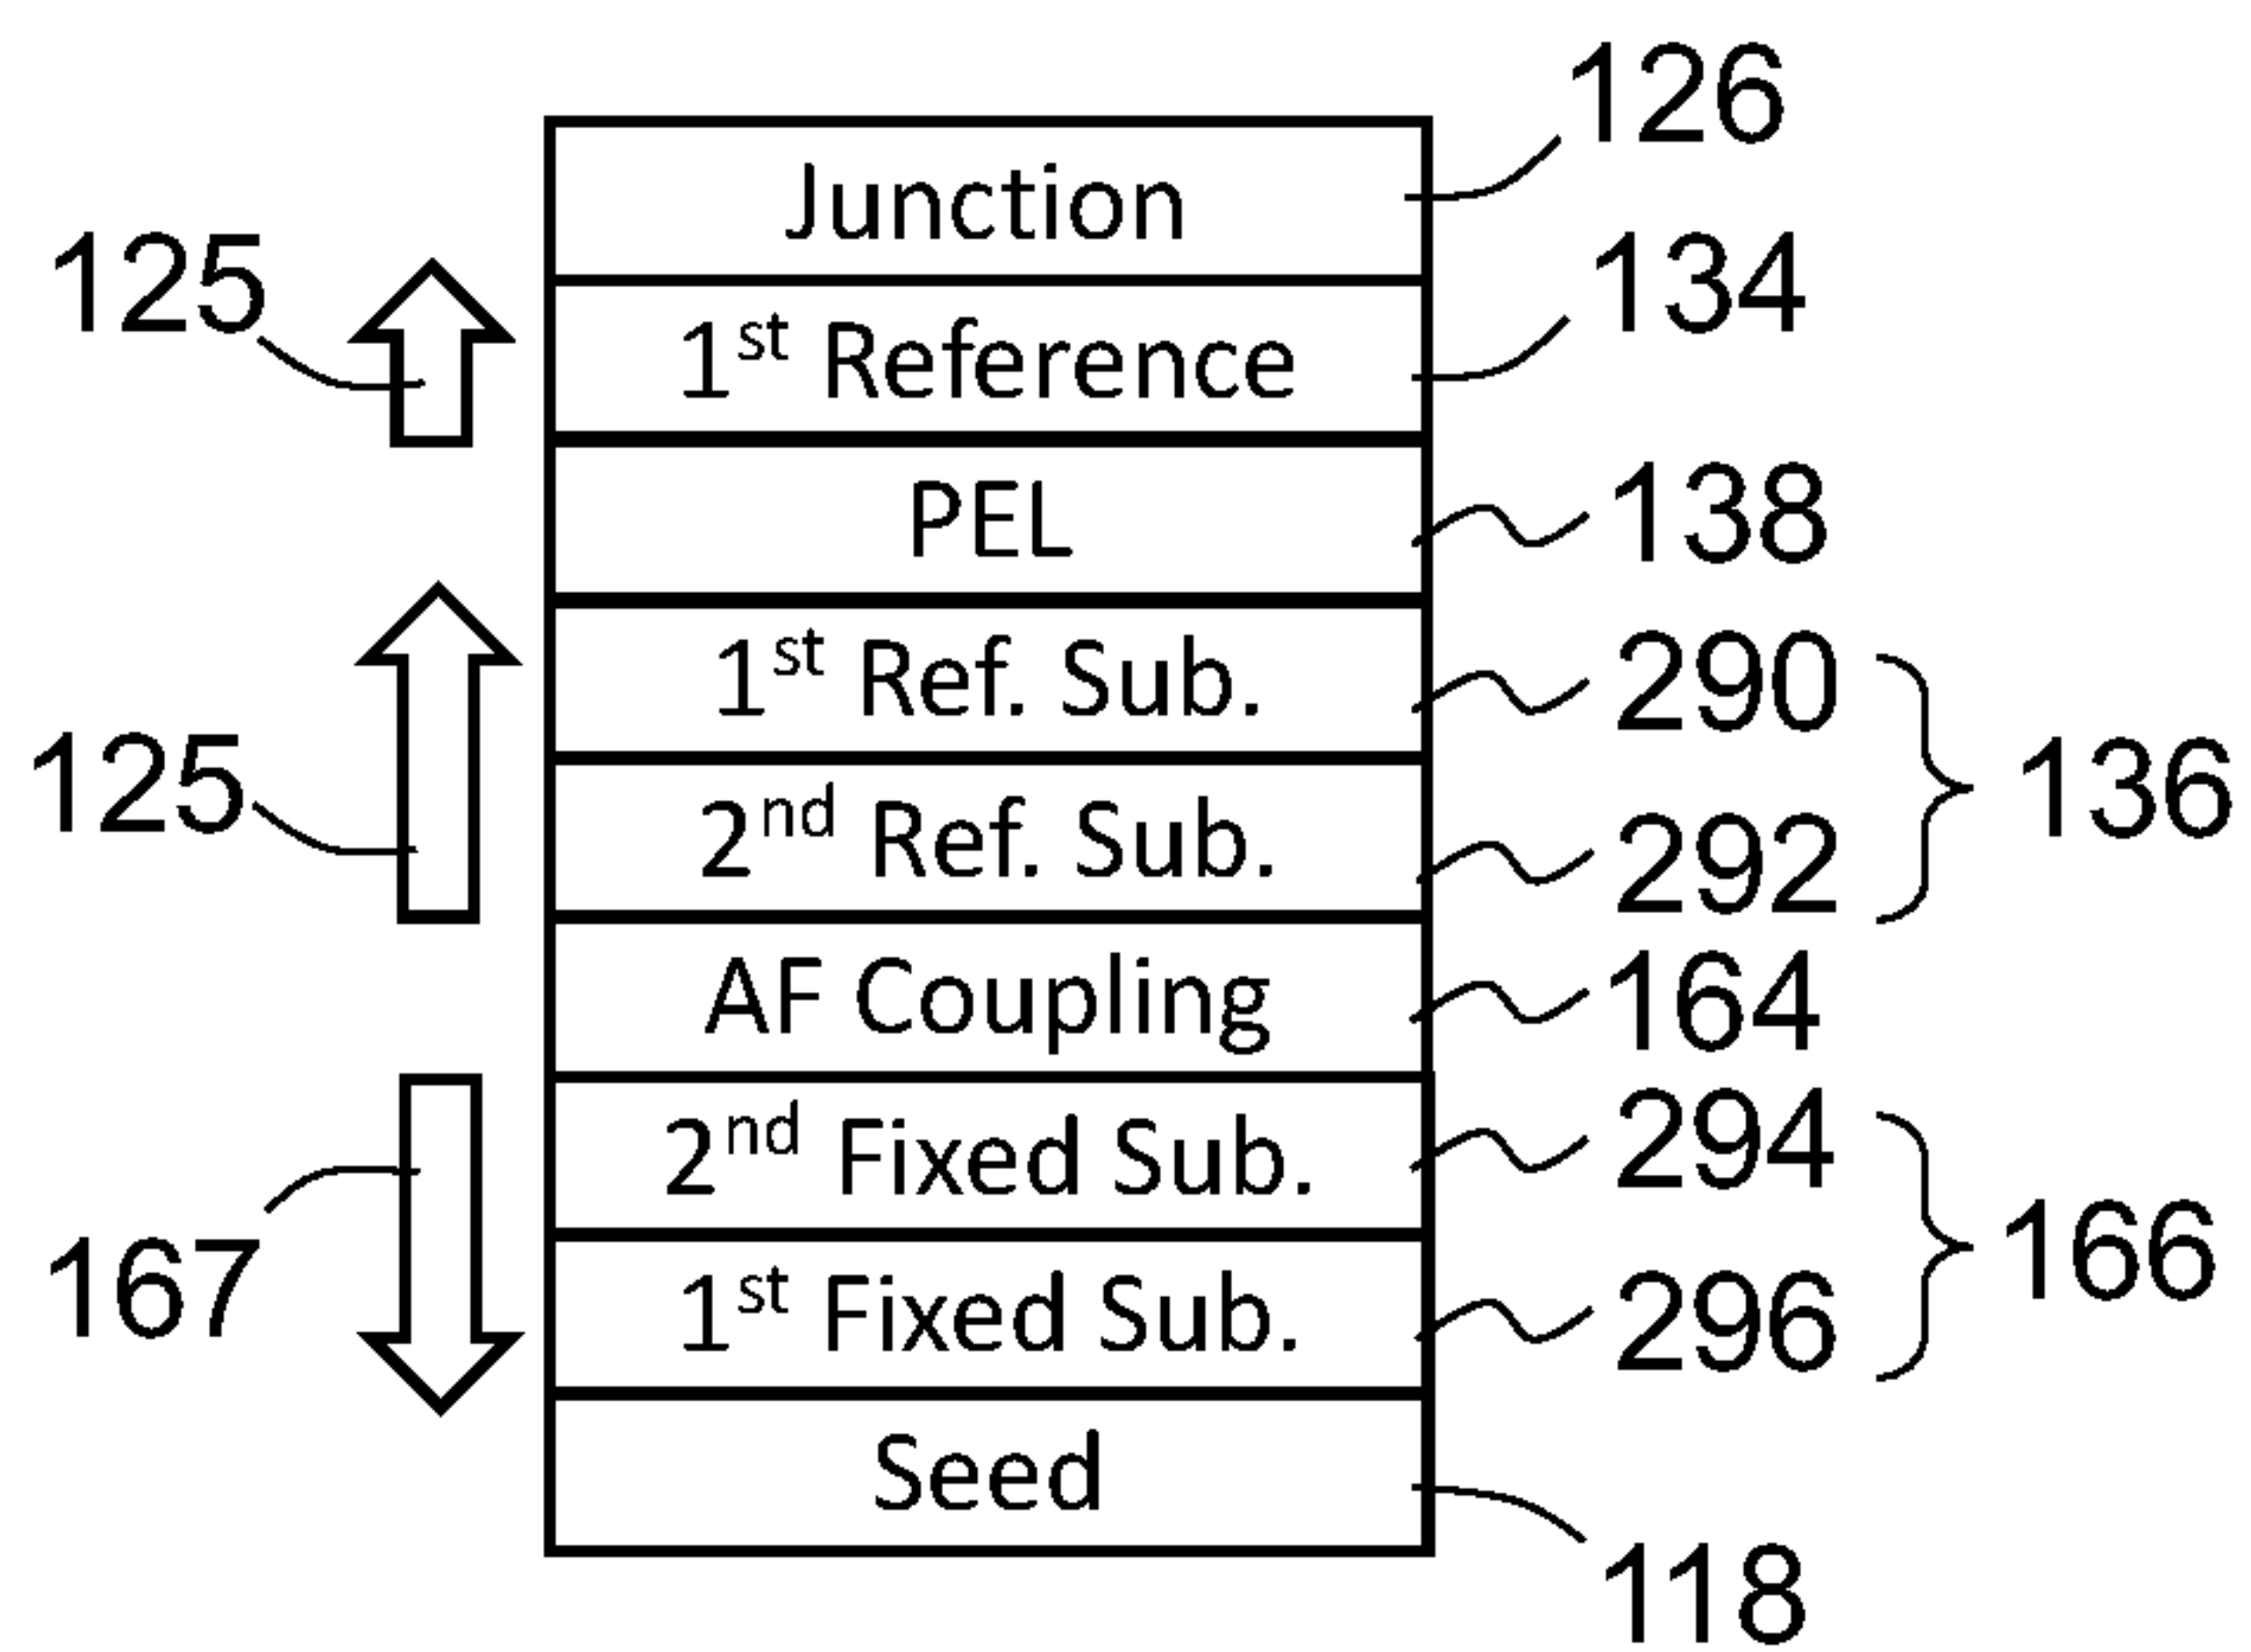 126
Junction
125
134
1st Reference
138
PEL
290
1st Ref. Sub.
125
136
292
2nd Ref. Sub.
164
AF Coupling
294
2nd Fixed Sub.
167
166
296
1st Fixed Sub.
Seed
118